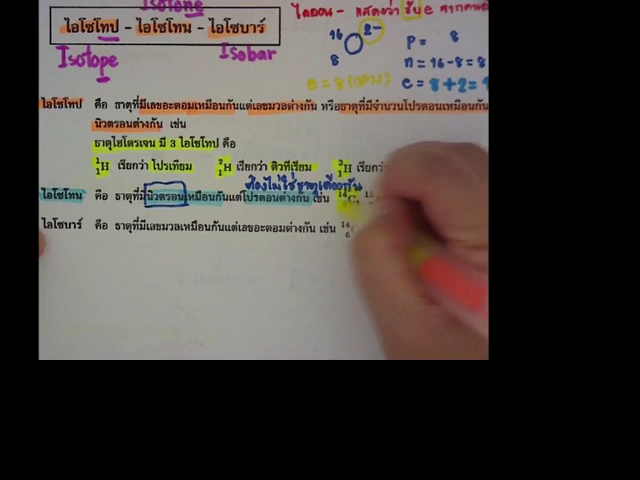 Isotone
ไอโซโทป - ไอโซโทน - ไอโซบาร์
Isotope
Isobar
ไดออน - แสดงว่า รับ e จาก
16 2-
8
p = 8
n = 16 - 8 = 8
e = 8 (กลาง)
e = 8 + 2 = 1
ไอโซโทป คือ ธาตุที่มีเลขอะตอมเหมือนกันแต่เลขมวลต่างกัน หรือธาตุที่มีจำนวนโปรตอนเหมือนกัน
นิวตรอนต่างกัน เช่น
ธาตุไฮโดรเจน มี 3 ไอโซโทป คือ
¹₁H เรียกว่า โปรเทียม ²₁H เรียกว่า ดิวทีเรียม ³₁H เรียกว่า
ต้องไม่ใช่ธาตุเดียวกัน
ไอโซโทน คือ ธาตุที่มีนิวตรอนเหมือนกันแต่โปรตอนต่างกัน เช่น ¹⁴C,
ไอโซบาร์ คือ ธาตุที่มีเลขมวลเหมือนกันแต่เลขอะตอมต่างกัน เช่น ¹⁴₆